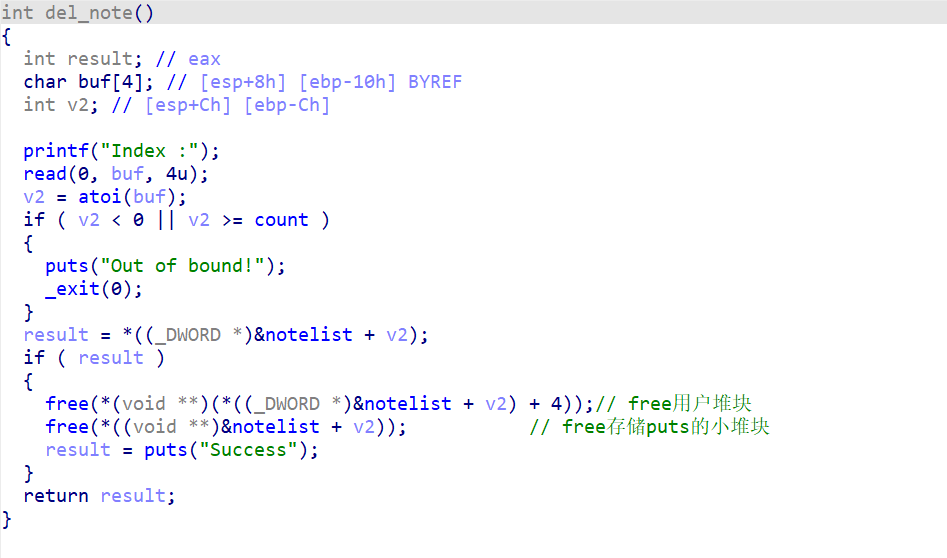 int del_note()
{
  int result; // eax
  char buf[4]; // [esp+8h] [ebp-10h] BYREF
  int v2; // [esp+Ch] [ebp-Ch]

  printf("Index :");
  read(0, buf, 4u);
  v2 = atoi(buf);
  if ( v2 < 0 || v2 >= count )
  {
    puts("Out of bound!");
    _exit(0);
  }
  result = *((_DWORD *)&notelist + v2);
  if ( result )
  {
    free(*(void **)(*((_DWORD *)&notelist + v2) + 4));// free用户堆块
    free(*((void **)&notelist + v2));            // free存储puts的小堆块
    result = puts("Success");
  }
  return result;
}